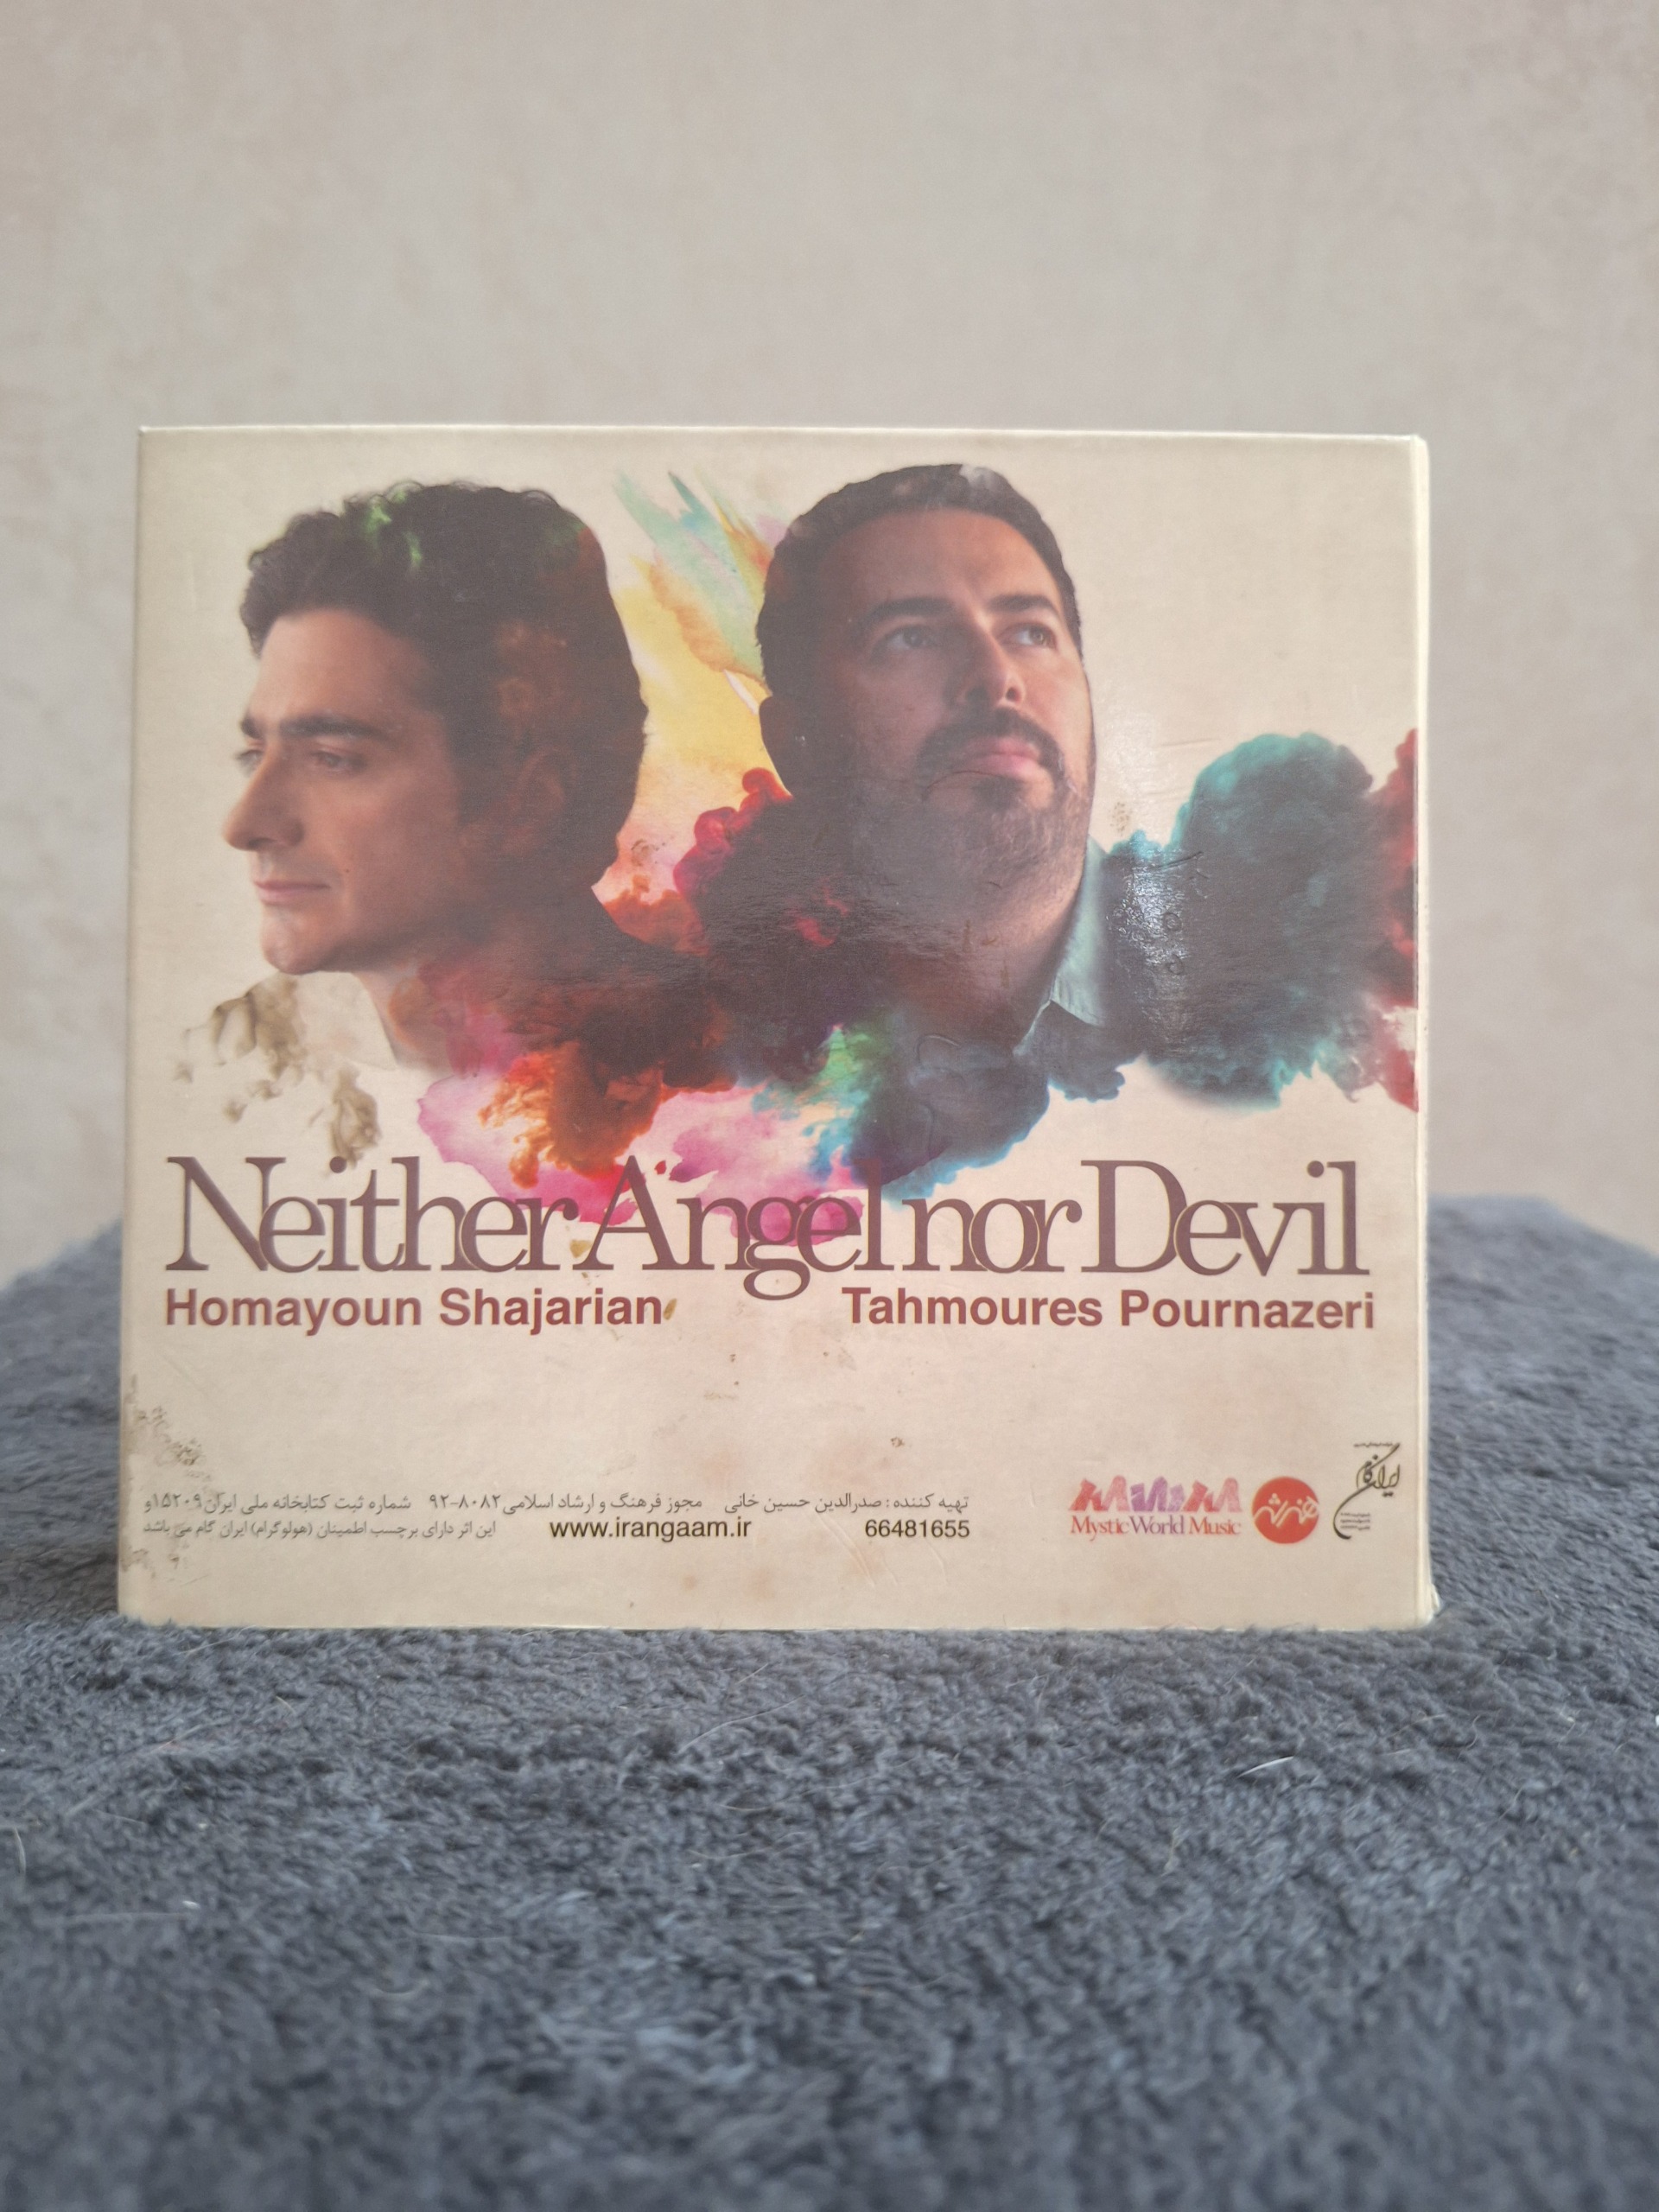 Neither Angel nor Devil
Homayoun Shajarian Tahmoures Pournazeri
تهیه کننده : صدرالدین حسین خانی مجوز فرهنگ و ارشاد اسلامی ۸۰۸۲-۹۲ شماره ثبت کتابخانه ملی ایران ۱۵۲۰۹و
66481655 www.irangaam.ir این اثر دارای برچسب اطمینان (هولوگرام) ایران گام می باشد
Mystic World Music
ایران گام